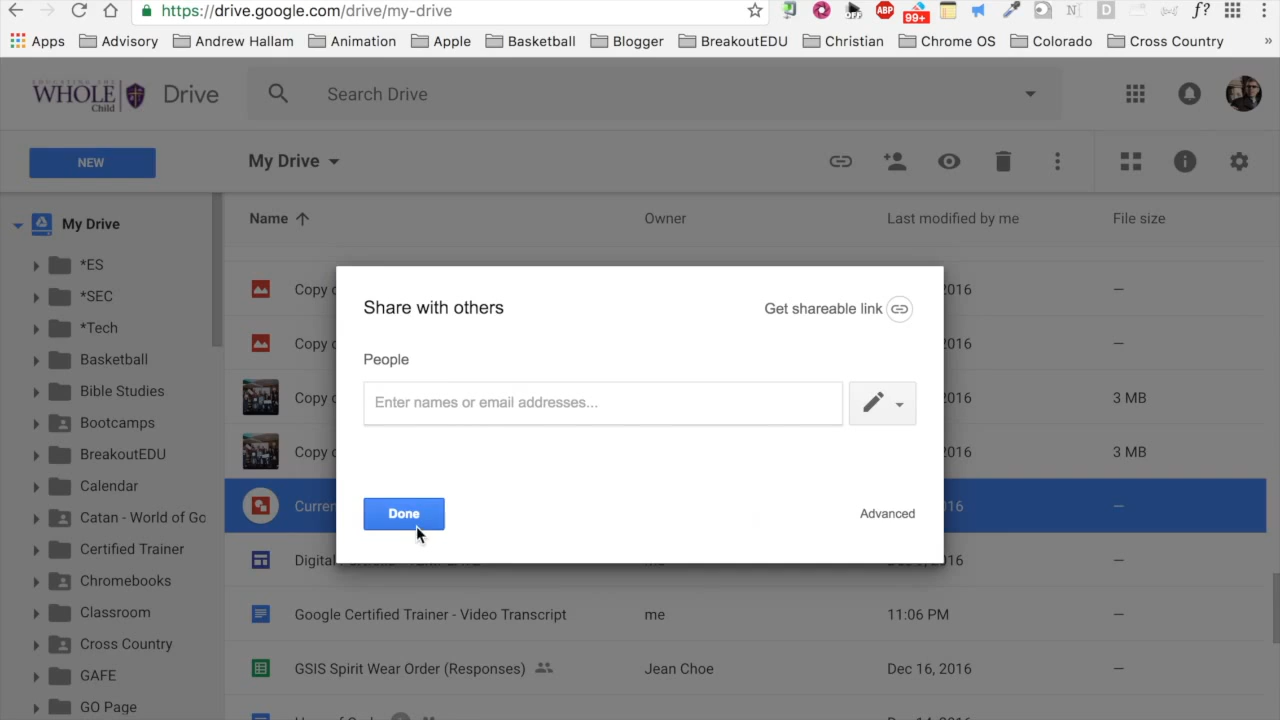 https://drive.google.com/drive/my-drive
ABP
99+
f?
Apps Advisory Andrew Hallam Animation Apple Basketball Blogger BreakoutEDU Christian Chrome OS Colorado Cross Country »
EDUCATING THE
WHOLE
Child
Drive
Search Drive
NEW
My Drive
Name Owner Last modified by me File size
My Drive
*ES
*SEC
*Tech
Basketball
Bible Studies
Bootcamps
BreakoutEDU
Calendar
Catan - World of Go
Certified Trainer
Chromebooks
Classroom
Cross Country
GAFE
GO Page
Copy 2016 —
Copy 2016 —
Copy 2016 3 MB
Copy 2016 3 MB
Curren 16 —
Digital 2016 —
Google Certified Trainer - Video Transcript me 11:06 PM —
GSIS Spirit Wear Order (Responses) Jean Choe Dec 16, 2016 —
Share with others
Get shareable link
People
Enter names or email addresses...
Done
Advanced